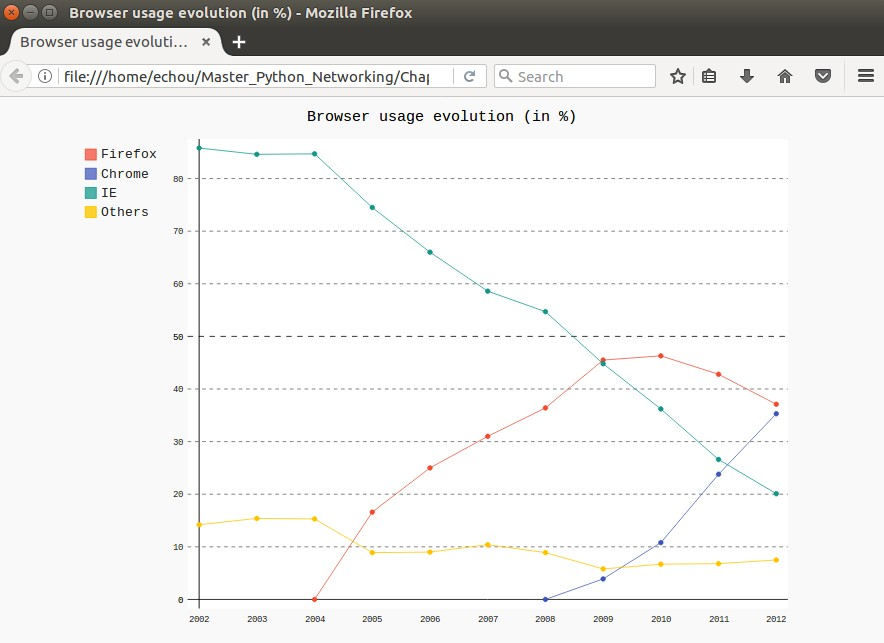 Browser usage evolution (in %) - Mozilla Firefox
Browser usage evoluti...
file:///home/echou/Master_Python_Networking/Chap
Search
Browser usage evolution (in %)
Firefox
Chrome
IE
Others
80
70
60
50
40
30
20
10
0
2002 2003 2004 2005 2006 2007 2008 2009 2010 2011 2012